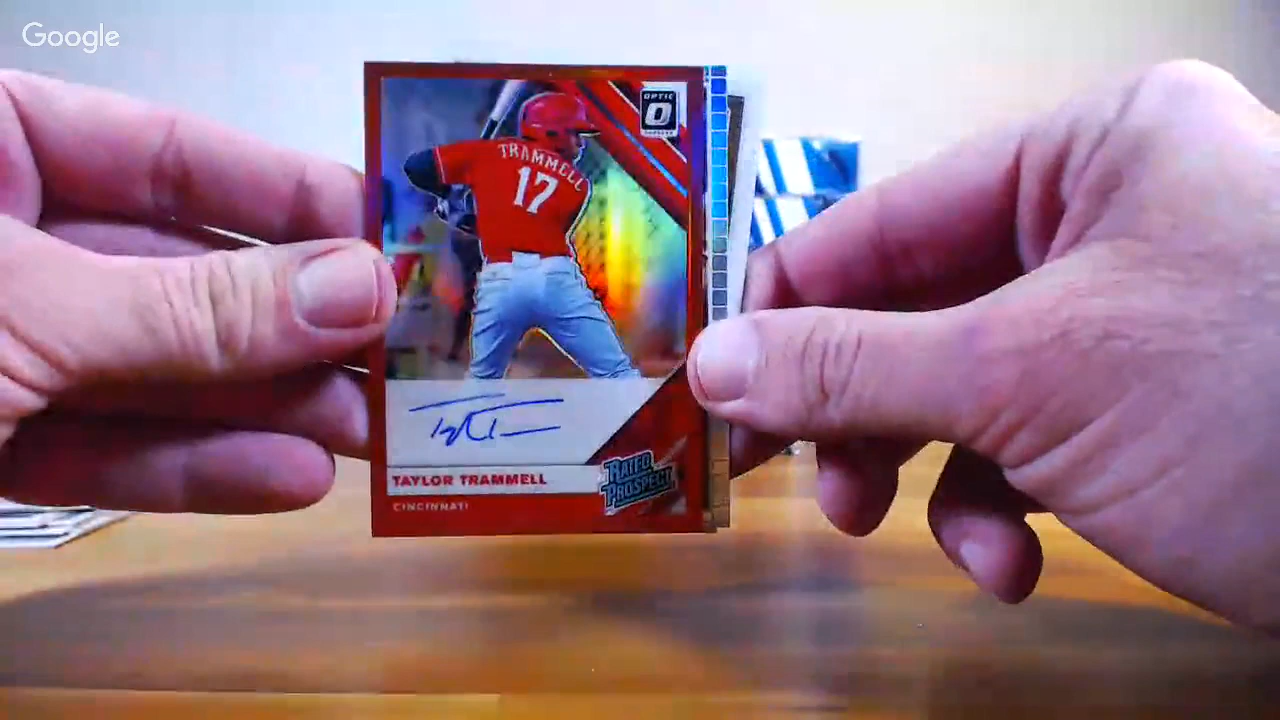 Google
OPTIC
O
TRAMMELL
17
TAYLOR TRAMMELL
RATED
PROSPECT
CINCINNATI